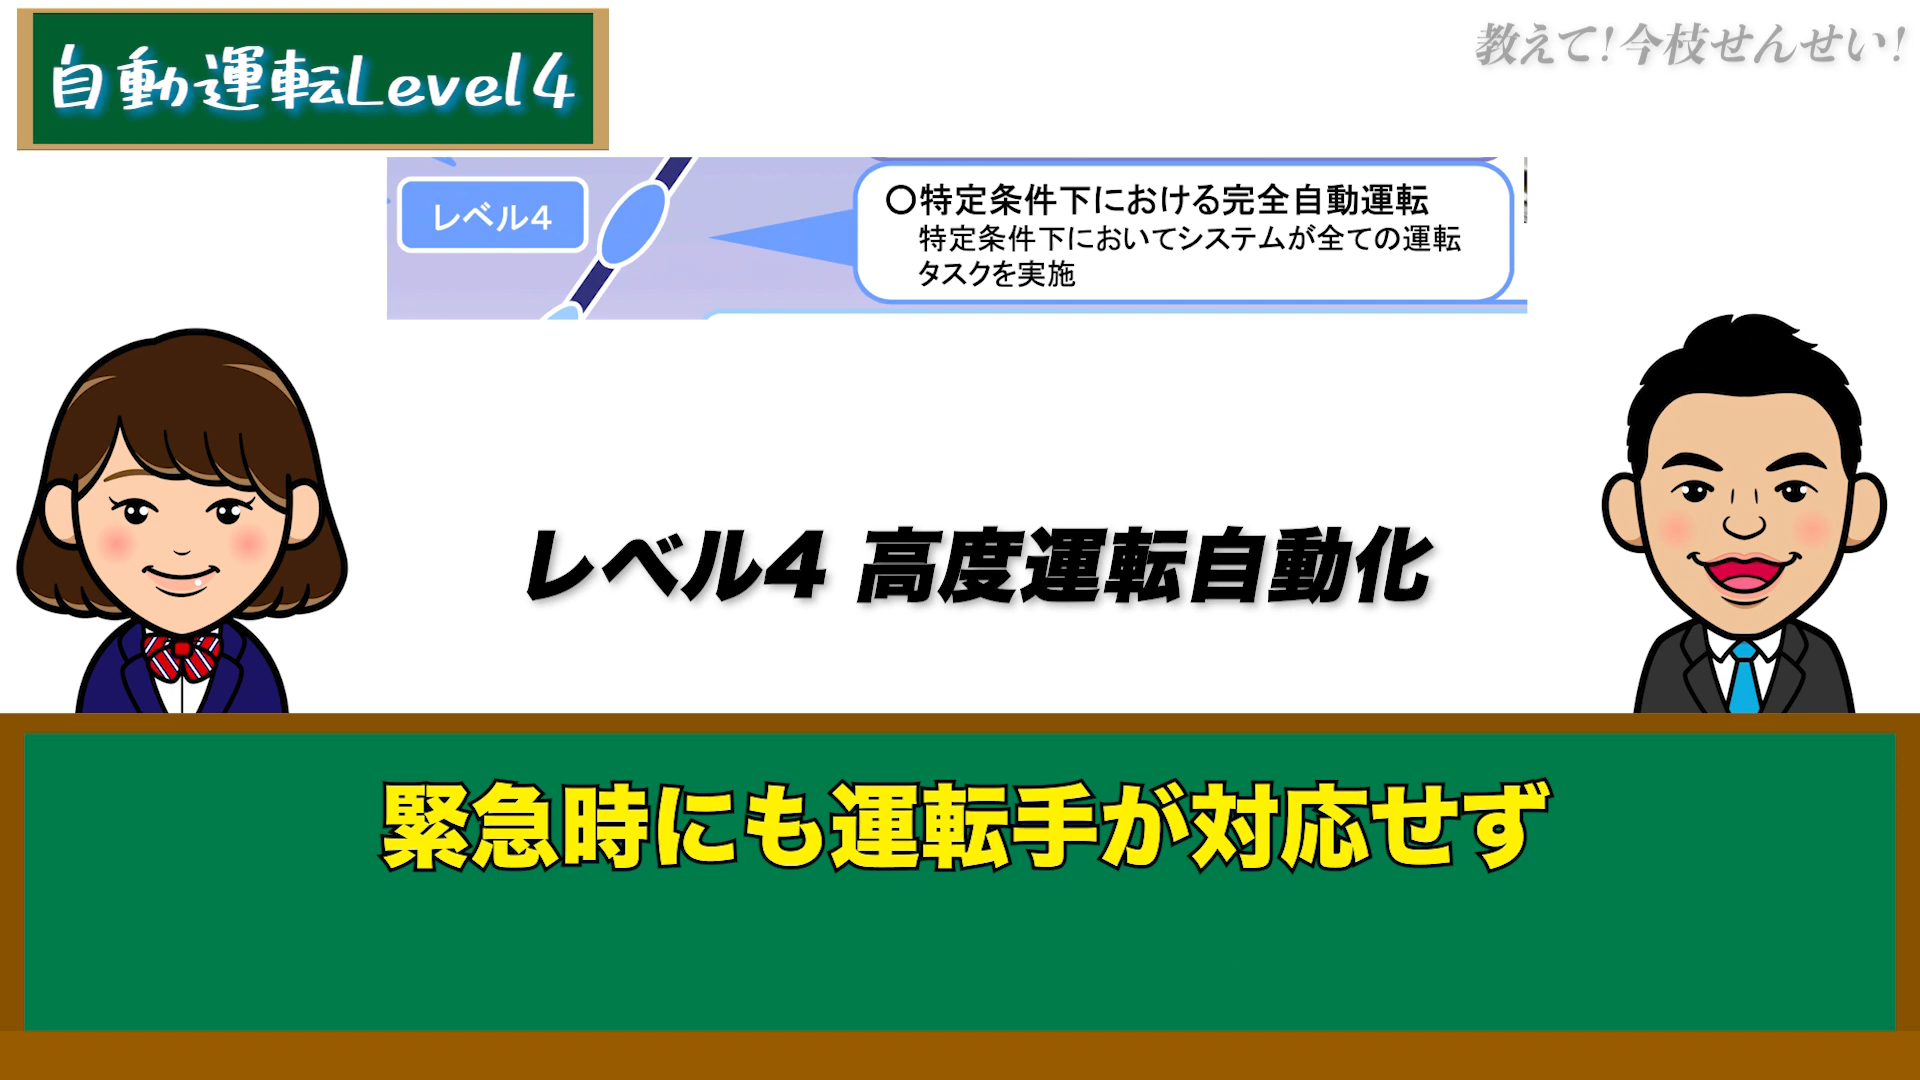 自動運転Level4
教えて!今枝せんせい!
レベル4
〇特定条件下における完全自動運転
特定条件下においてシステムが全ての運転
タスクを実施
レベル4 高度運転自動化
緊急時にも運転手が対応せず